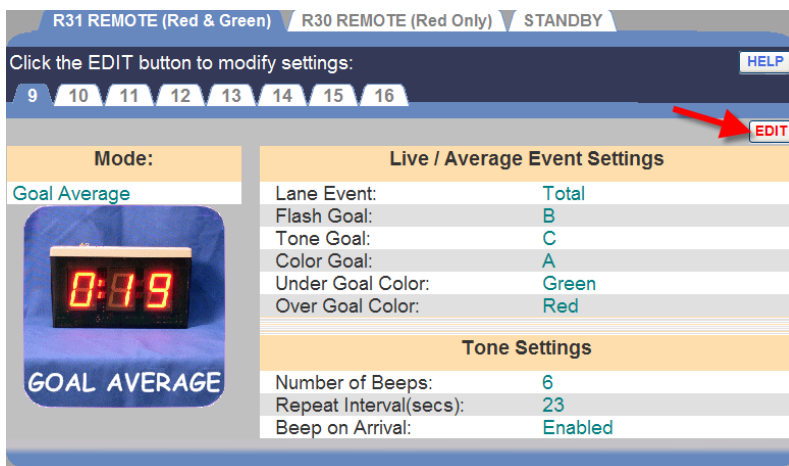 R31 REMOTE (Red & Green) R30 REMOTE (Red Only) STANDBY
Click the EDIT button to modify settings: HELP
9 10 11 12 13 14 15 16
EDIT
Mode: Live / Average Event Settings
Goal Average Lane Event: Total
Flash Goal: B
Tone Goal: C
Color Goal: A
Under Goal Color: Green
Over Goal Color: Red
0:19
Tone Settings
GOAL AVERAGE
Number of Beeps: 6
Repeat Interval(secs): 23
Beep on Arrival: Enabled